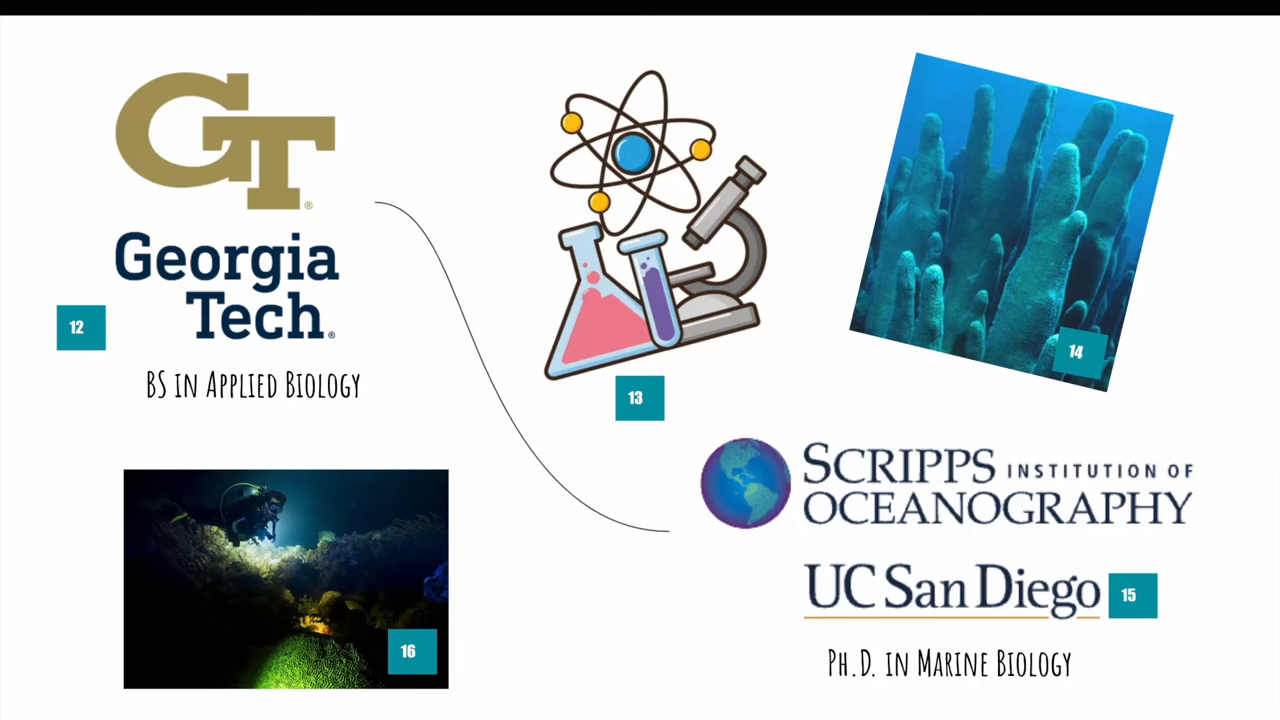 GT®
Georgia
Tech®
12
BS in Applied Biology
13
14
Scripps Institution of
Oceanography
UC San Diego
15
Ph.D. in Marine Biology
16